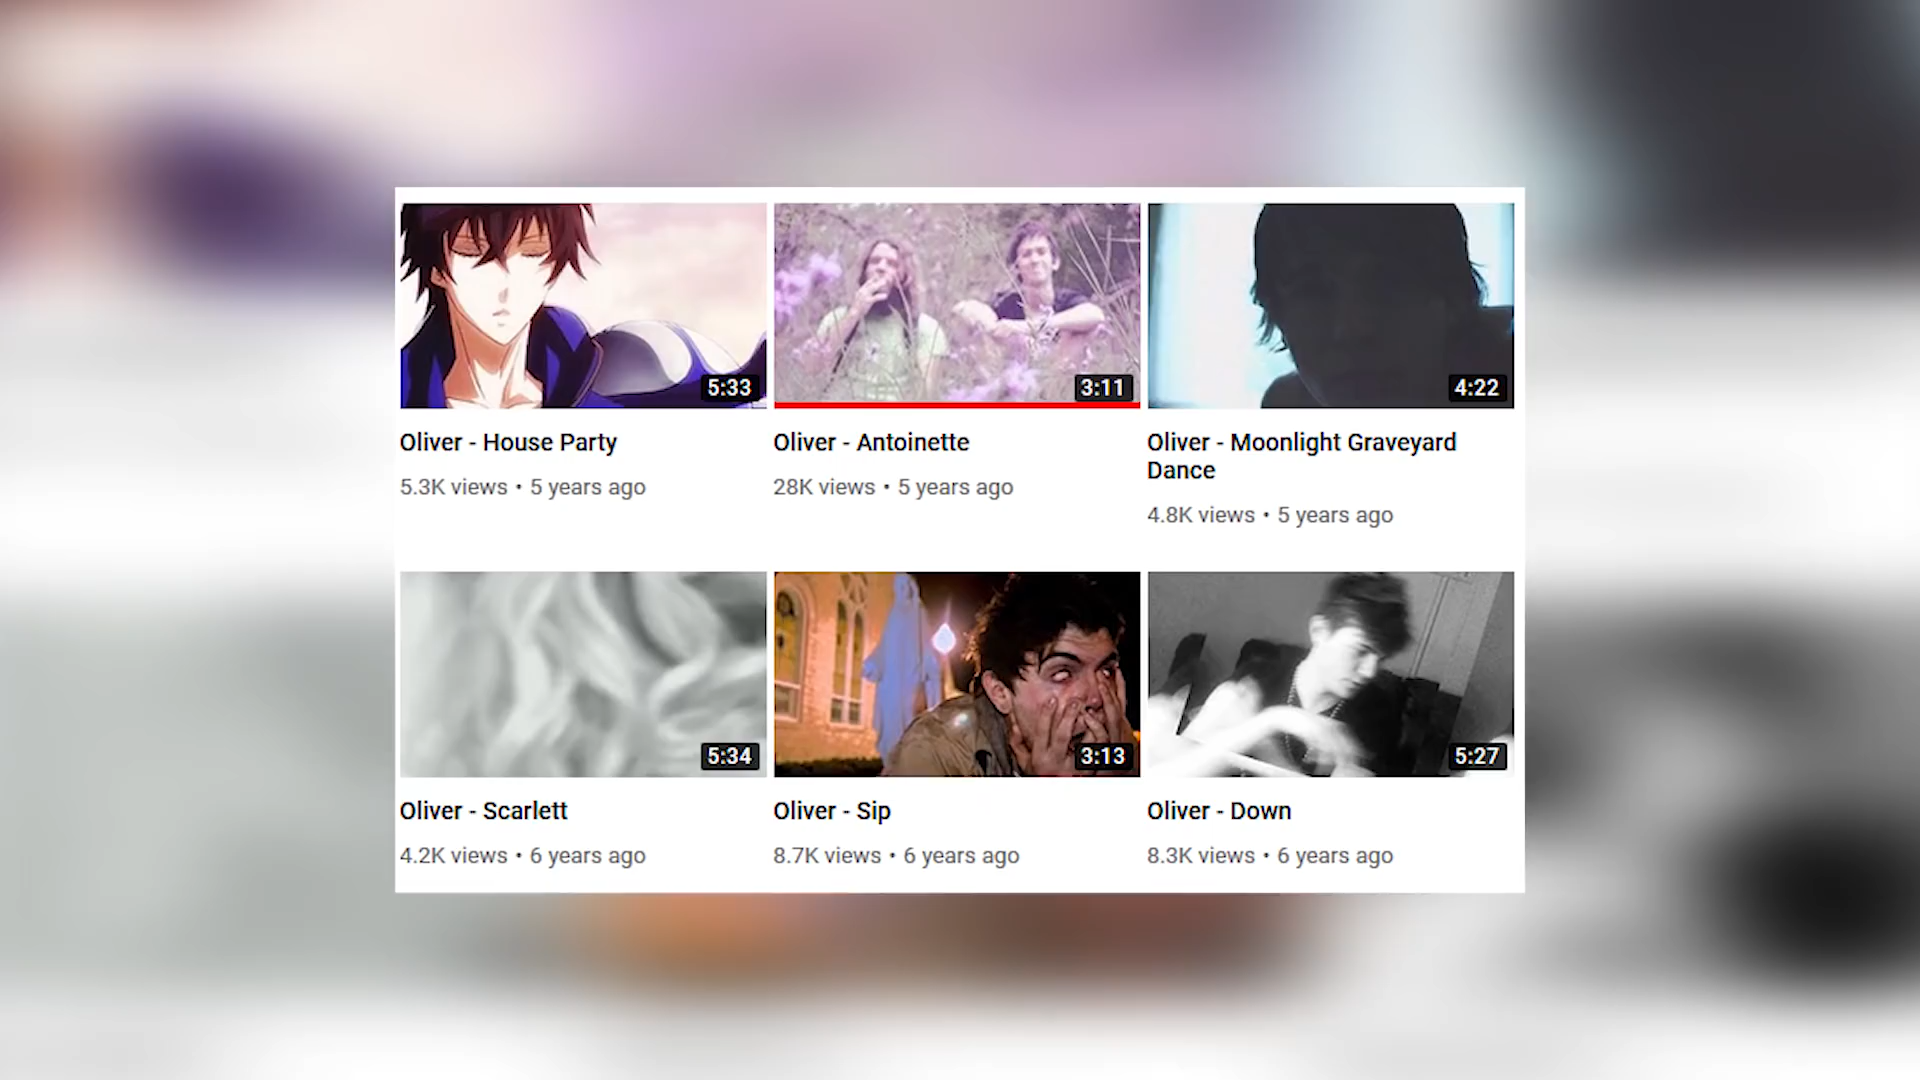 5:33
3:11
4:22
Oliver - House Party
Oliver - Antoinette
Oliver - Moonlight Graveyard
Dance
5.3K views • 5 years ago
28K views • 5 years ago
4.8K views • 5 years ago
5:34
3:13
5:27
Oliver - Scarlett
Oliver - Sip
Oliver - Down
4.2K views • 6 years ago
8.7K views • 6 years ago
8.3K views • 6 years ago